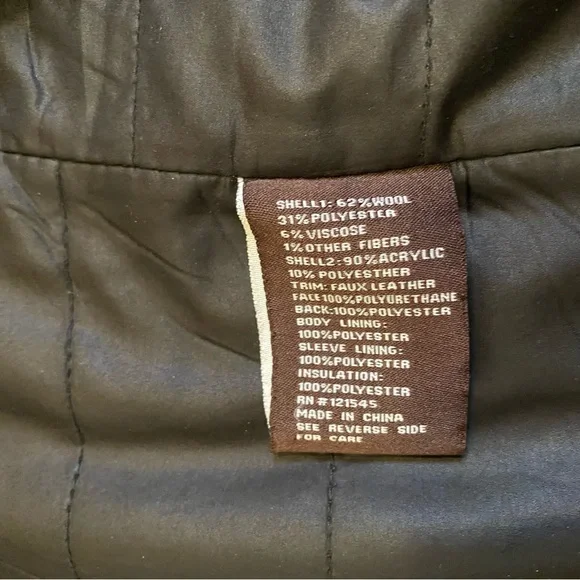 SHELL1: 62%WOOL
31%POLYESTER
6%VISCOSE
1%OTHER FIBERS
SHELL2: 90%ACRYLIC
10%POLYESTHER
TRIM: FAUX LEATHER
FACE100%POLYURETHANE
BACK:100%POLYESTER
BODY LINING:
100%POLYESTER
SLEEVE LINING:
100%POLYESTER
INSULATION:
100%POLYESTER
RN#121545
MADE IN CHINA
SEE REVERSE SIDE
FOR CARE